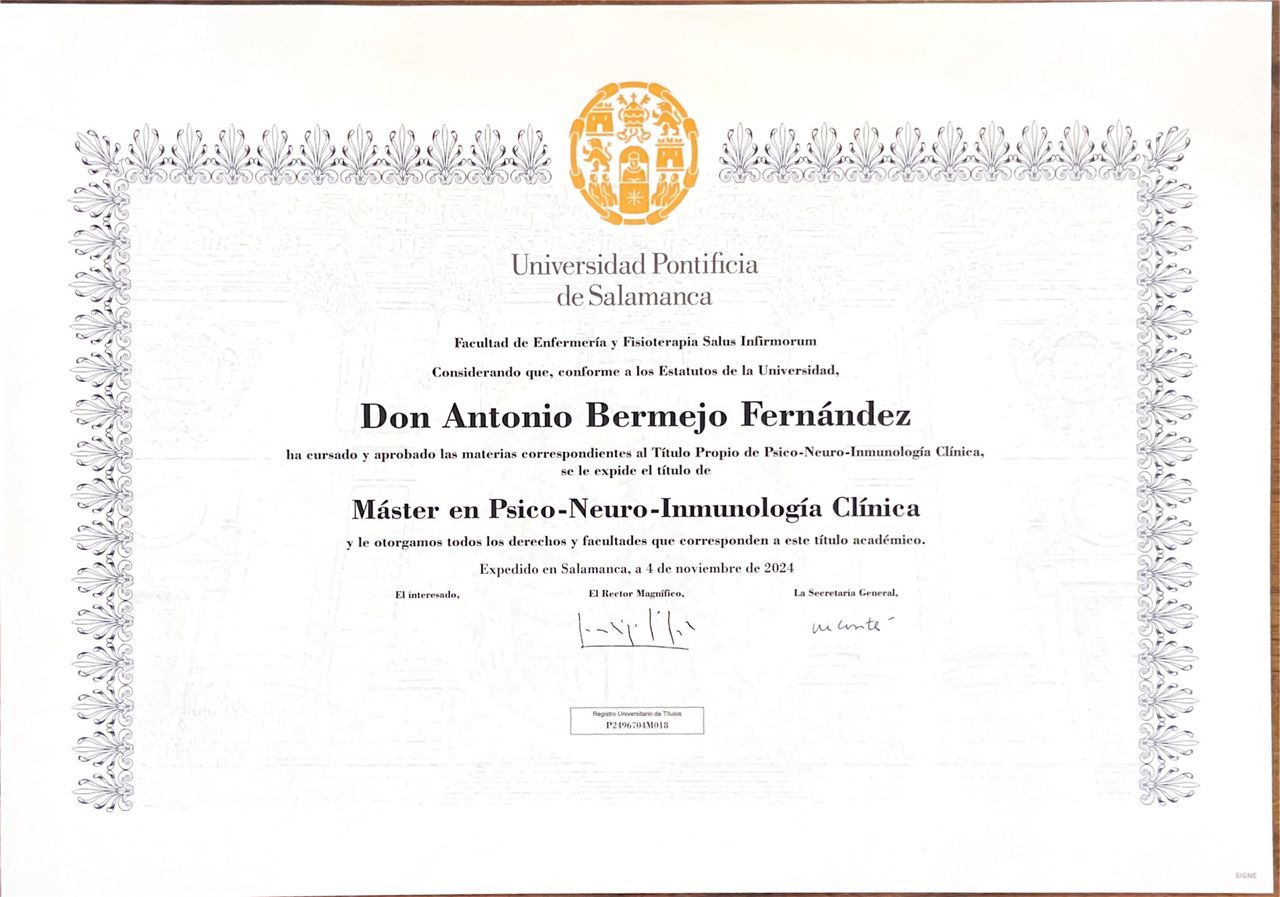 Universidad Pontificia
de Salamanca
Facultad de Enfermería y Fisioterapia Salus Infirmorum
Considerando que, conforme a los Estatutos de la Universidad,
Don Antonio Bermejo Fernández
ha cursado y aprobado las materias correspondientes al Título Propio de Psico-Neuro-Inmunología Clínica,
se le expide el título de
Máster en Psico-Neuro-Inmunología Clínica
y le otorgamos todos los derechos y facultades que corresponden a este título académico.
Expedido en Salamanca, a 4 de noviembre de 2024
El interesado,
El Rector Magnífico,
La Secretaria General,
Registro Universitario de Títulos
P2496704M018
SIGNE